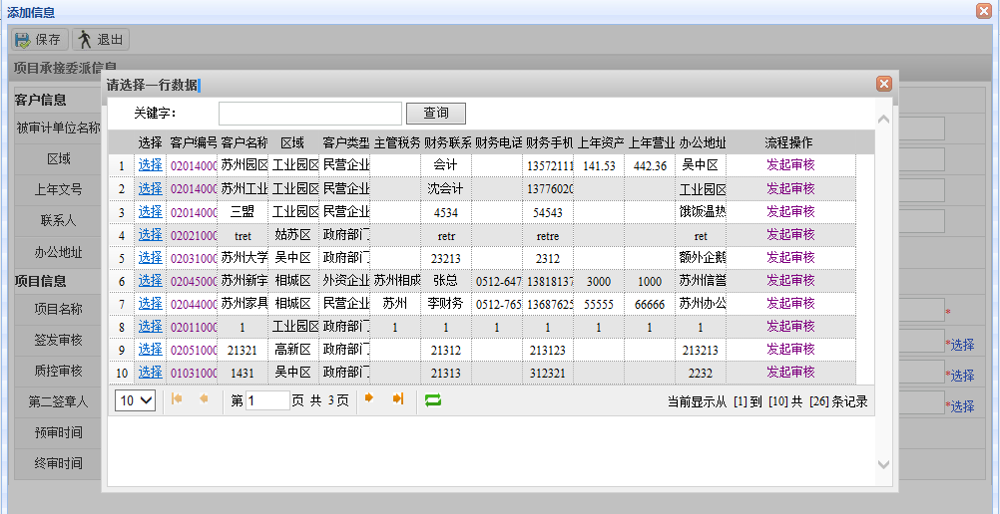 添加信息
保存 退出
项目承接委派信息
客户信息
被审计单位名称
区域
上年文号
联系人
办公地址
项目信息
项目名称 *
签发审核 *选择
质控审核 *选择
第二签章人 *选择
预审时间
终审时间
请选择一行数据
关键字： 查询
选择 客户编号 客户名称 区域 客户类型 主管税务 财务联系 财务电话 财务手机 上年资产 上年营业 办公地址 流程操作
1 选择 02014000 苏州园区 工业园区 民营企业 会计 13572111 141.53 442.36 吴中区 发起审核
2 选择 02014000 苏州工业 工业园区 民营企业 沈会计 13776020 工业园区 发起审核
3 选择 02014000 三盟 工业园区 民营企业 4534 54543 饿饭温热 发起审核
4 选择 02021000 tret 姑苏区 政府部门 retr retre ret 发起审核
5 选择 02031000 苏州大学 吴中区 政府部门 23213 2312 额外企鹅 发起审核
6 选择 02045000 苏州新宇 相城区 外资企业 苏州相成 张总 0512-647 13818137 3000 1000 苏州信誉 发起审核
7 选择 02044000 苏州家具 相城区 民营企业 苏州 李财务 0512-765 13687625 55555 66666 苏州办公 发起审核
8 选择 02011000 1 工业园区 政府部门 1 1 1 1 1 1 1 发起审核
9 选择 02051000 21321 高新区 政府部门 21312 213123 213213 发起审核
10 选择 01031000 1431 吴中区 政府部门 21313 312321 2232 发起审核
10 第 1 页 共 3 页 当前显示从 [1] 到 [10] 共 [26] 条记录